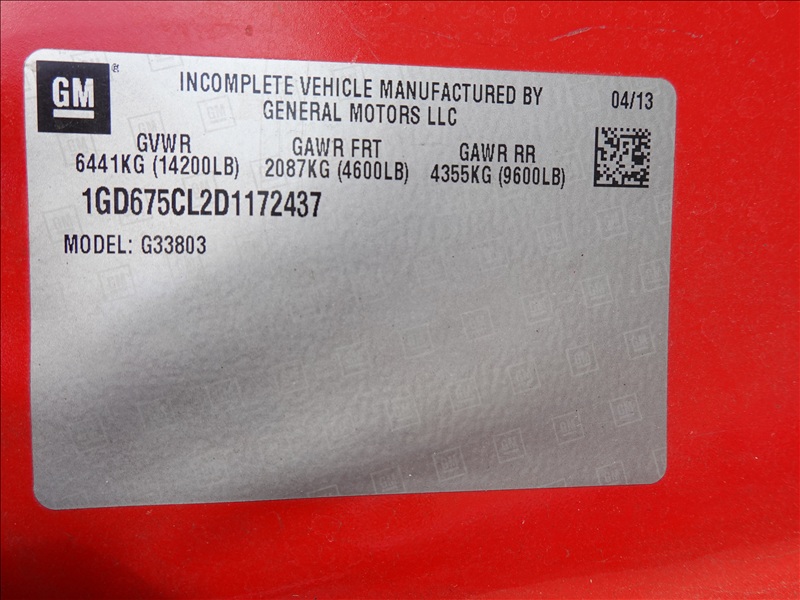 GM
INCOMPLETE VEHICLE MANUFACTURED BY
GENERAL MOTORS LLC
04/13
GVWR
6441KG (14200LB)
GAWR FRT
2087KG (4600LB)
GAWR RR
4355KG (9600LB)
1GD675CL2D1172437
MODEL: G33803